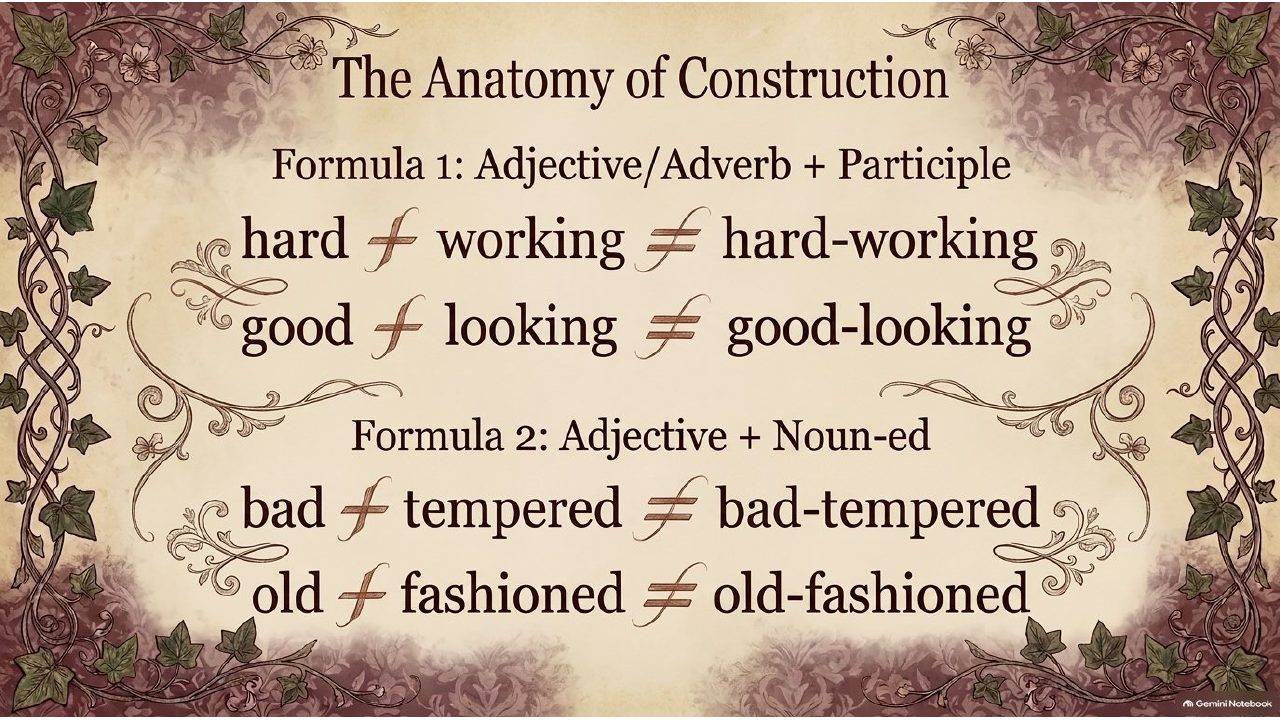 The Anatomy of Construction
Formula 1: Adjective/Adverb + Participle
hard + working = hard-working
good + looking = good-looking
Formula 2: Adjective + Noun-ed
bad + tempered = bad-tempered
old + fashioned = old-fashioned
Gemini Notebook